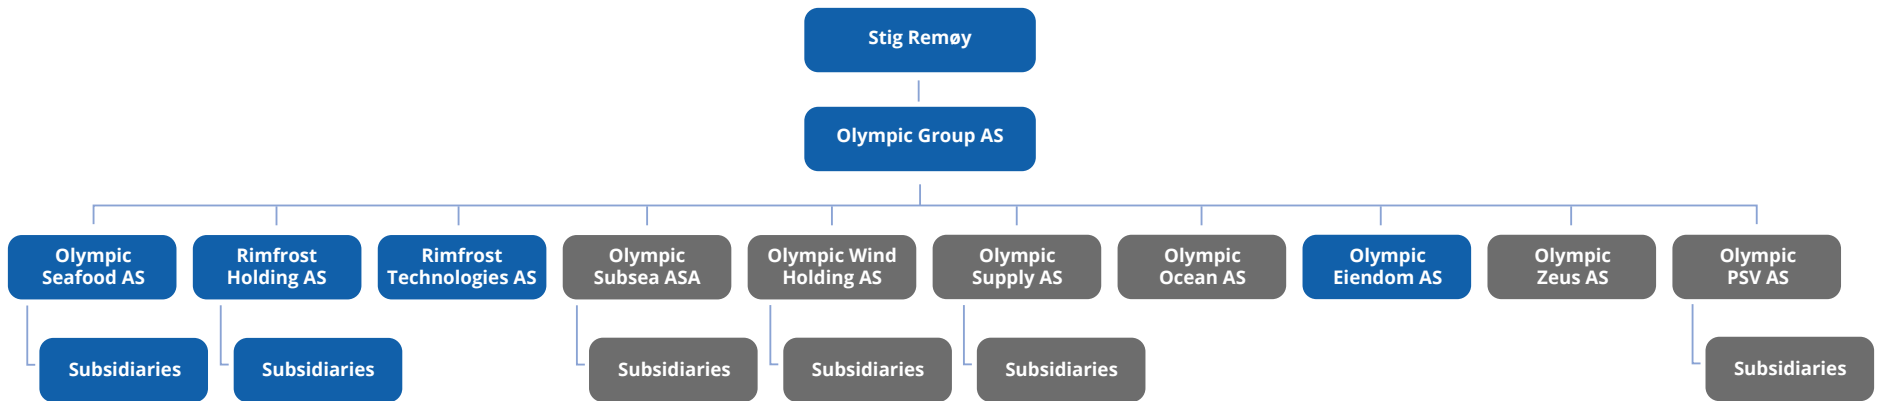 Stig Remøy
Olympic Group AS
Olympic
Seafood AS
Rimfrost
Holding AS
Rimfrost
Technologies AS
Olympic
Subsea ASA
Olympic Wind
Holding AS
Olympic
Supply AS
Olympic
Ocean AS
Olympic
Eiendom AS
Olympic
Zeus AS
Olympic
PSV AS
Subsidiaries
Subsidiaries
Subsidiaries
Subsidiaries
Subsidiaries
Subsidiaries